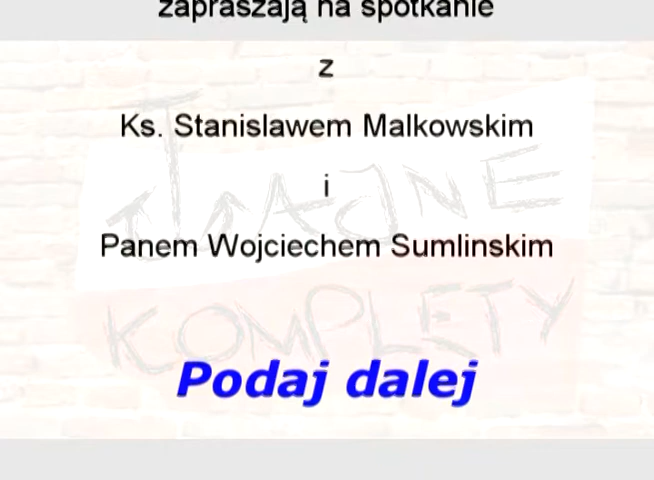 zapraszają na spotkanie
z
Ks. Stanislawem Malkowskim
i
Panem Wojciechem Sumlinskim
TAJNE
KOMPLETY
Podaj dalej